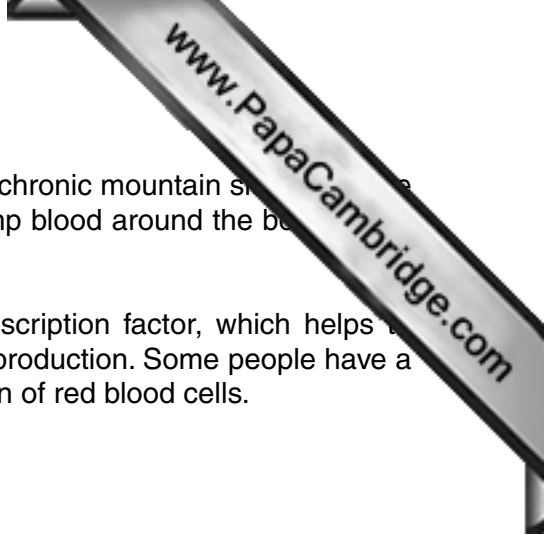 www.PapaCambridge.com
chronic mountain
blood around the
scription factor, which helps
production. Some people have a
n of red blood cells.